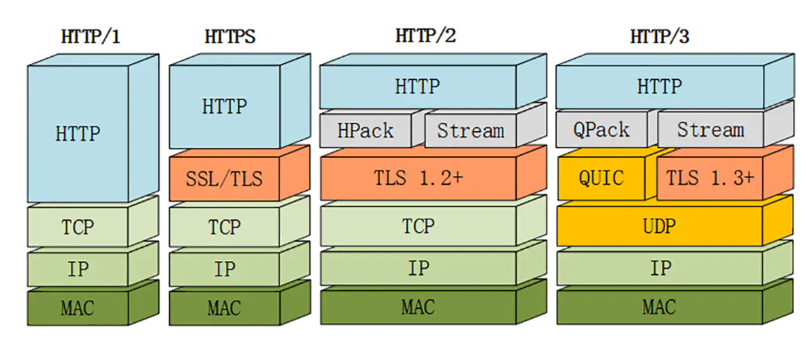 HTTP/1 HTTPS HTTP/2 HTTP/3
HTTP HTTP HTTP HTTP
HPack Stream QPack Stream
SSL/TLS TLS 1.2+ QUIC TLS 1.3+
TCP TCP TCP UDP
IP IP IP IP
MAC MAC MAC MAC